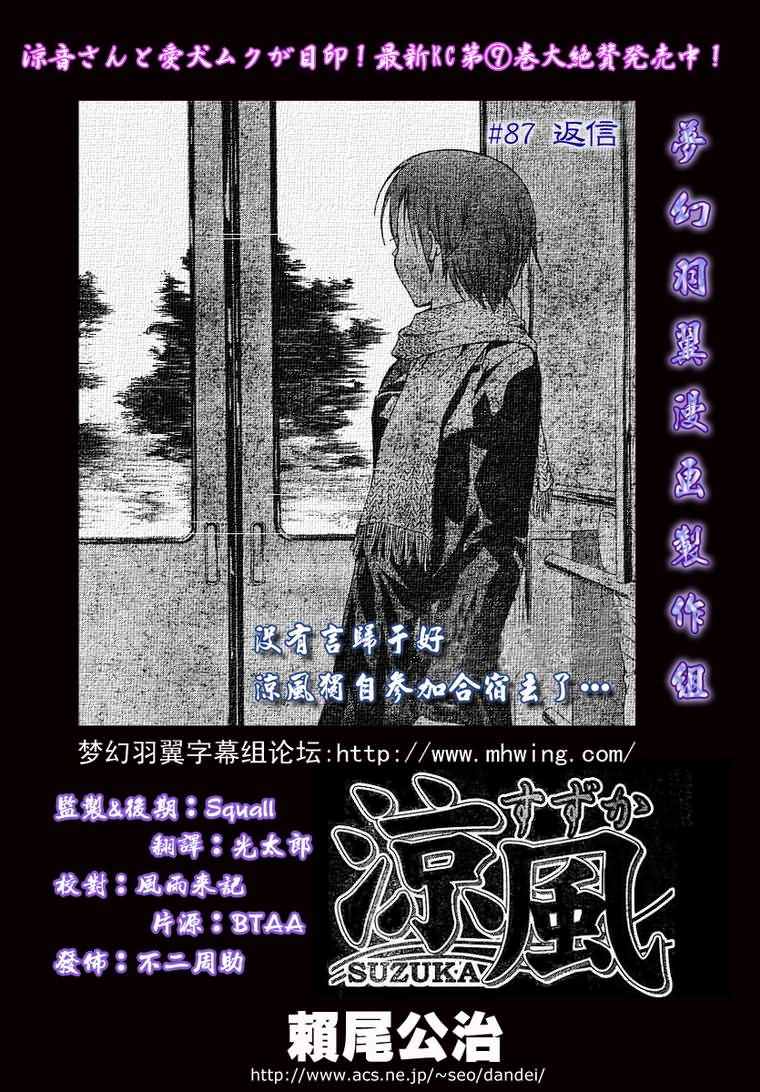 涼音さんと愛犬ムクが目印！最新KC第⑨巻大絶賛発売中！
#87 返信
夢幻羽翼漫画製作組
没有言歸于好
涼風獨自參加合宿去了…
梦幻羽翼字幕组论坛:http://www.mhwing.com/
監製&後期：Squall
翻譯：光太郎
校對：風雨来記
片源：BTAA
發佈：不二周助
すずか
涼風
SUZUKA
瀬尾公治
http://www.acs.ne.jp/~seo/dandei/